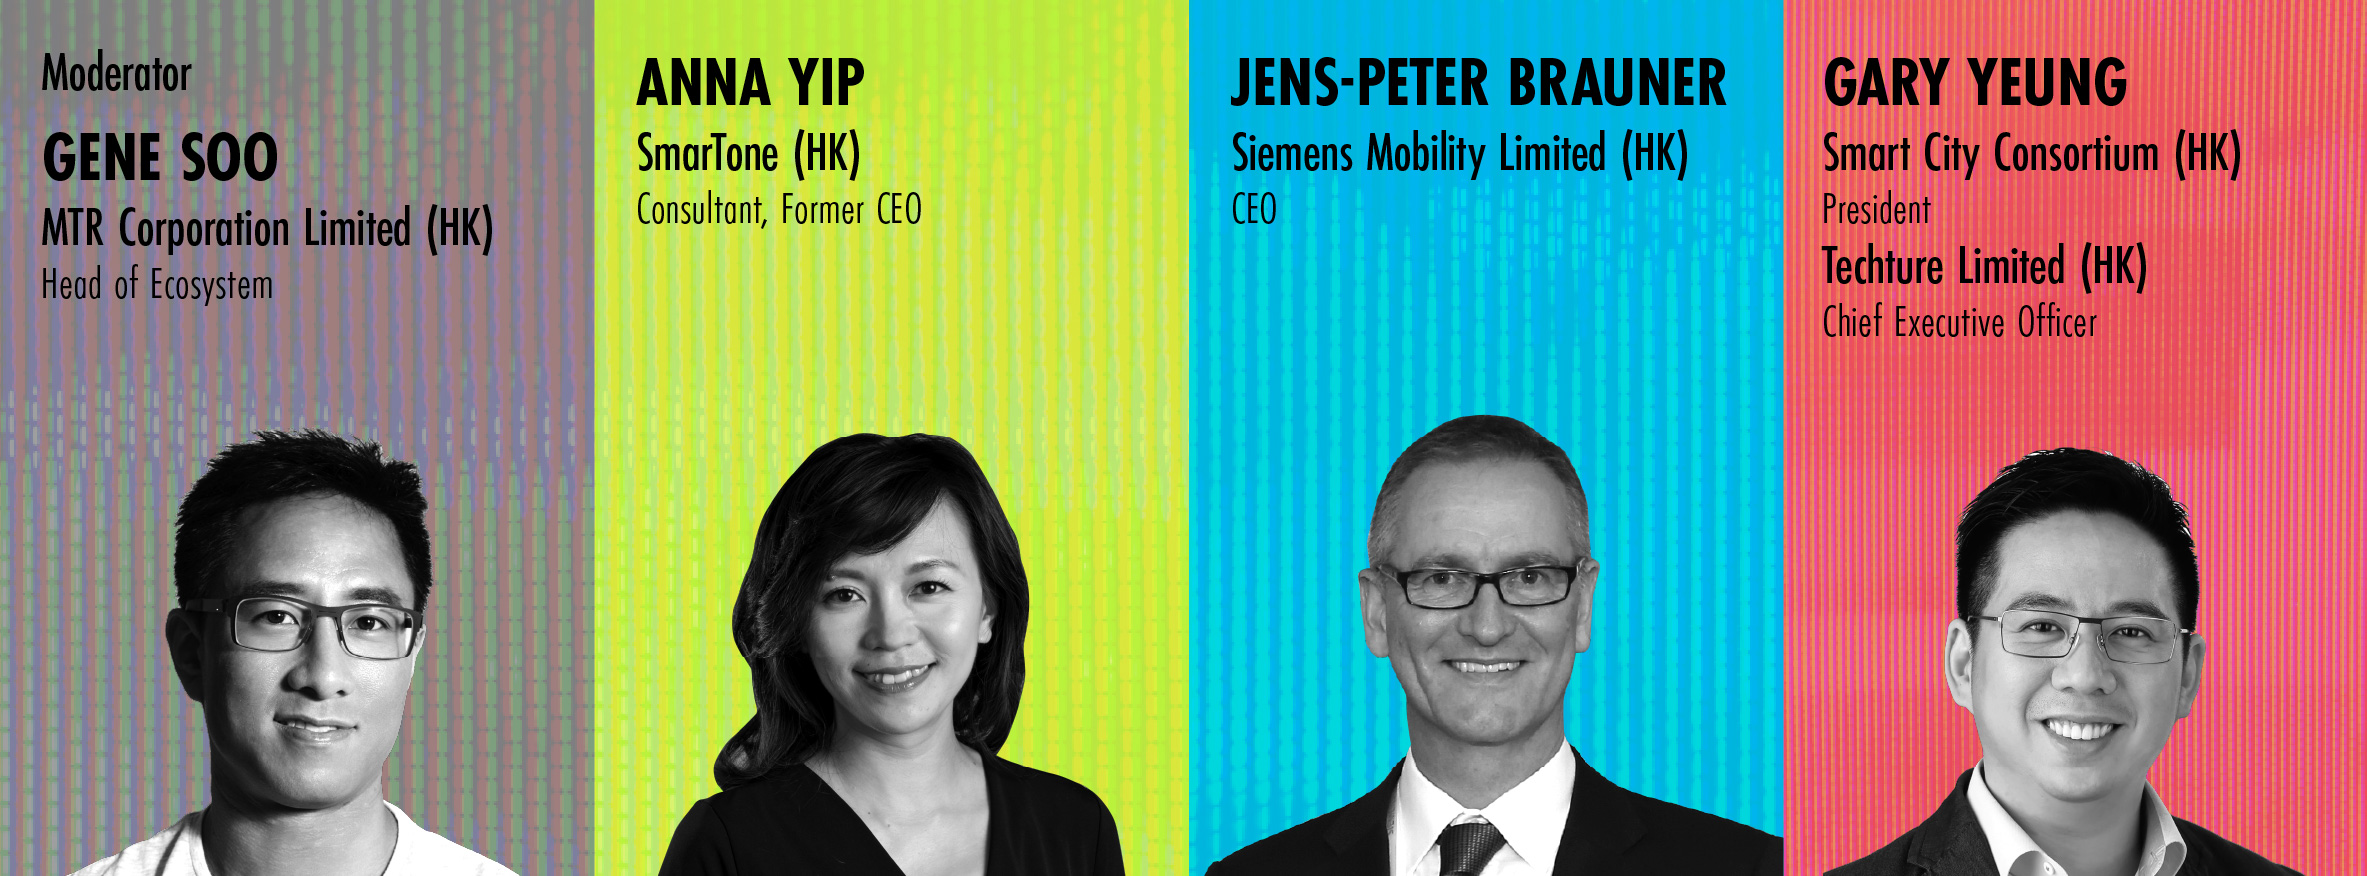 Moderator
GENE SOO
MTR Corporation Limited (HK)
Head of Ecosystem
ANNA YIP
SmarTone (HK)
Consultant, Former CEO
JENS-PETER BRAUNER
Siemens Mobility Limited (HK)
CEO
GARY YEUNG
Smart City Consortium (HK)
President
Techture Limited (HK)
Chief Executive Officer